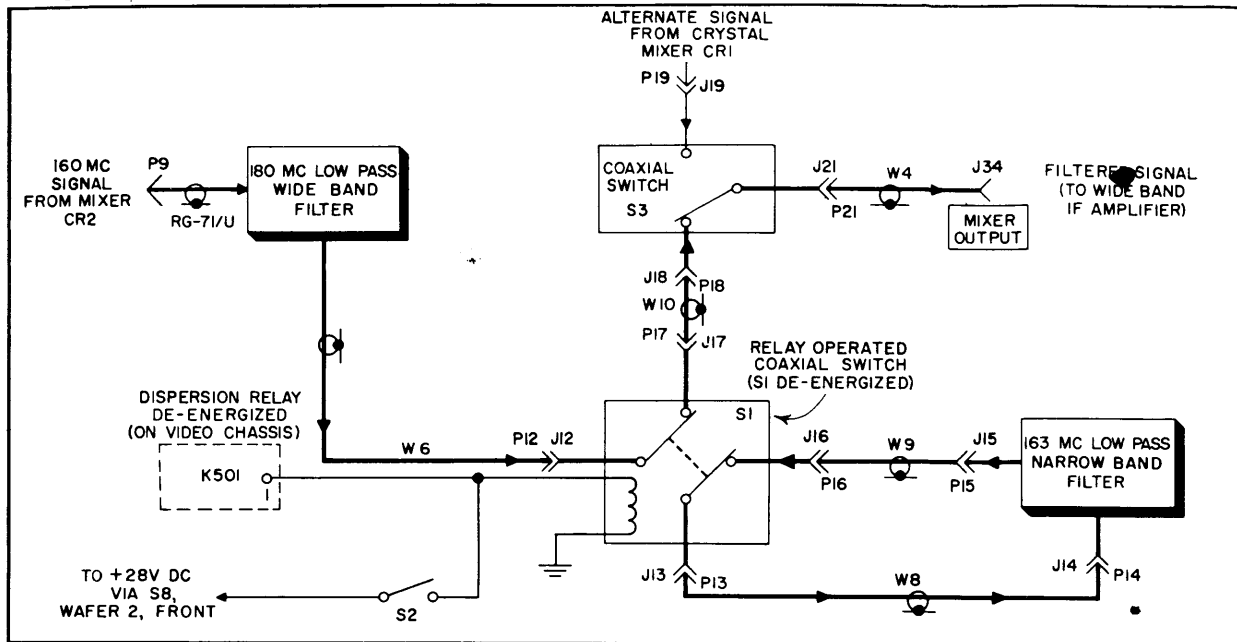 ALTERNATE SIGNAL
FROM CRYSTAL
MIXER CR1
P19
J19
160 MC
SIGNAL
FROM MIXER
CR2
P9
RG-71/U
180 MC LOW PASS
WIDE BAND
FILTER
COAXIAL
SWITCH
S3
J21
P21
W4
J34
MIXER
OUTPUT
FILTERED SIGNAL
(TO WIDE BAND
IF AMPLIFIER)
J18
P18
W10
P17
J17
RELAY OPERATED
COAXIAL SWITCH
(S1 DE-ENERGIZED)
DISPERSION RELAY
DE-ENERGIZED
(ON VIDEO CHASSIS)
K501
W6
P12
J12
S1
J16
P16
W9
J15
P15
163 MC LOW PASS
NARROW BAND
FILTER
J13
P13
W8
J14
P14
TO +28V DC
VIA S8,
WAFER 2, FRONT
S2